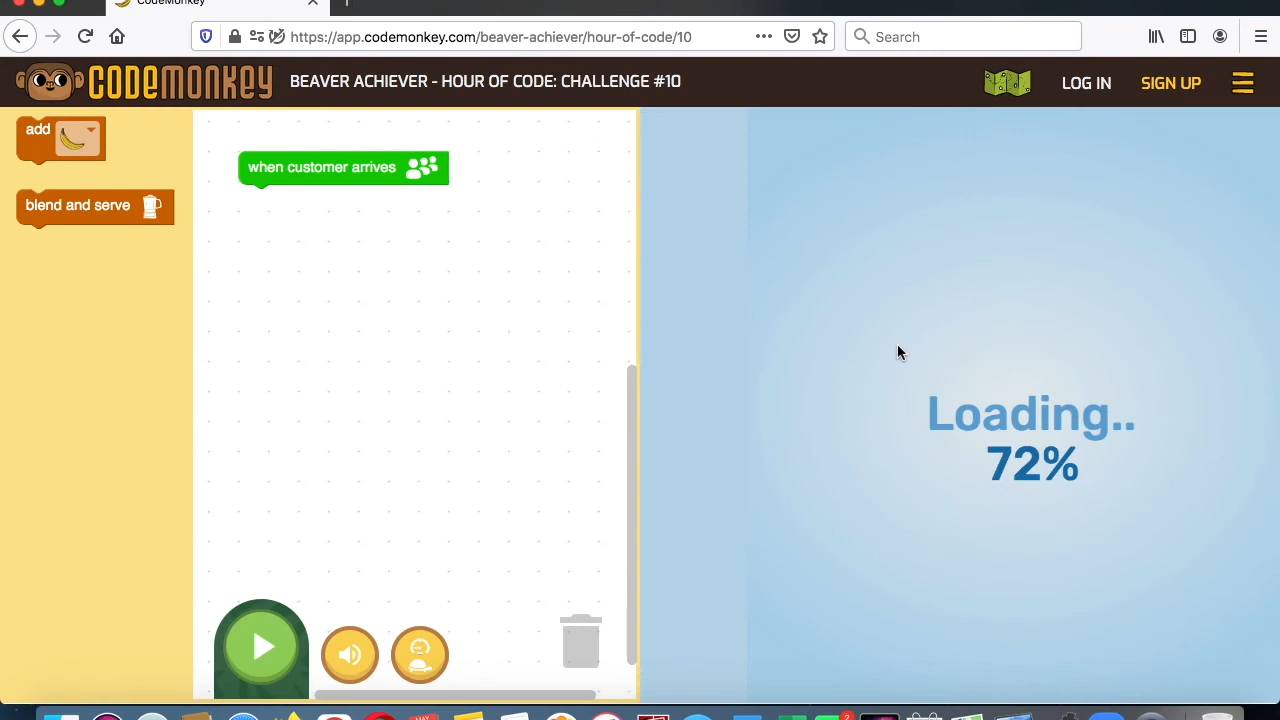 CodeMonkey
https://app.codemonkey.com/beaver-achiever/hour-of-code/10
Search
CODEMONKEY
BEAVER ACHIEVER - HOUR OF CODE: CHALLENGE #10
LOG IN
SIGN UP
add
when customer arrives
blend and serve
Loading..
72%
2